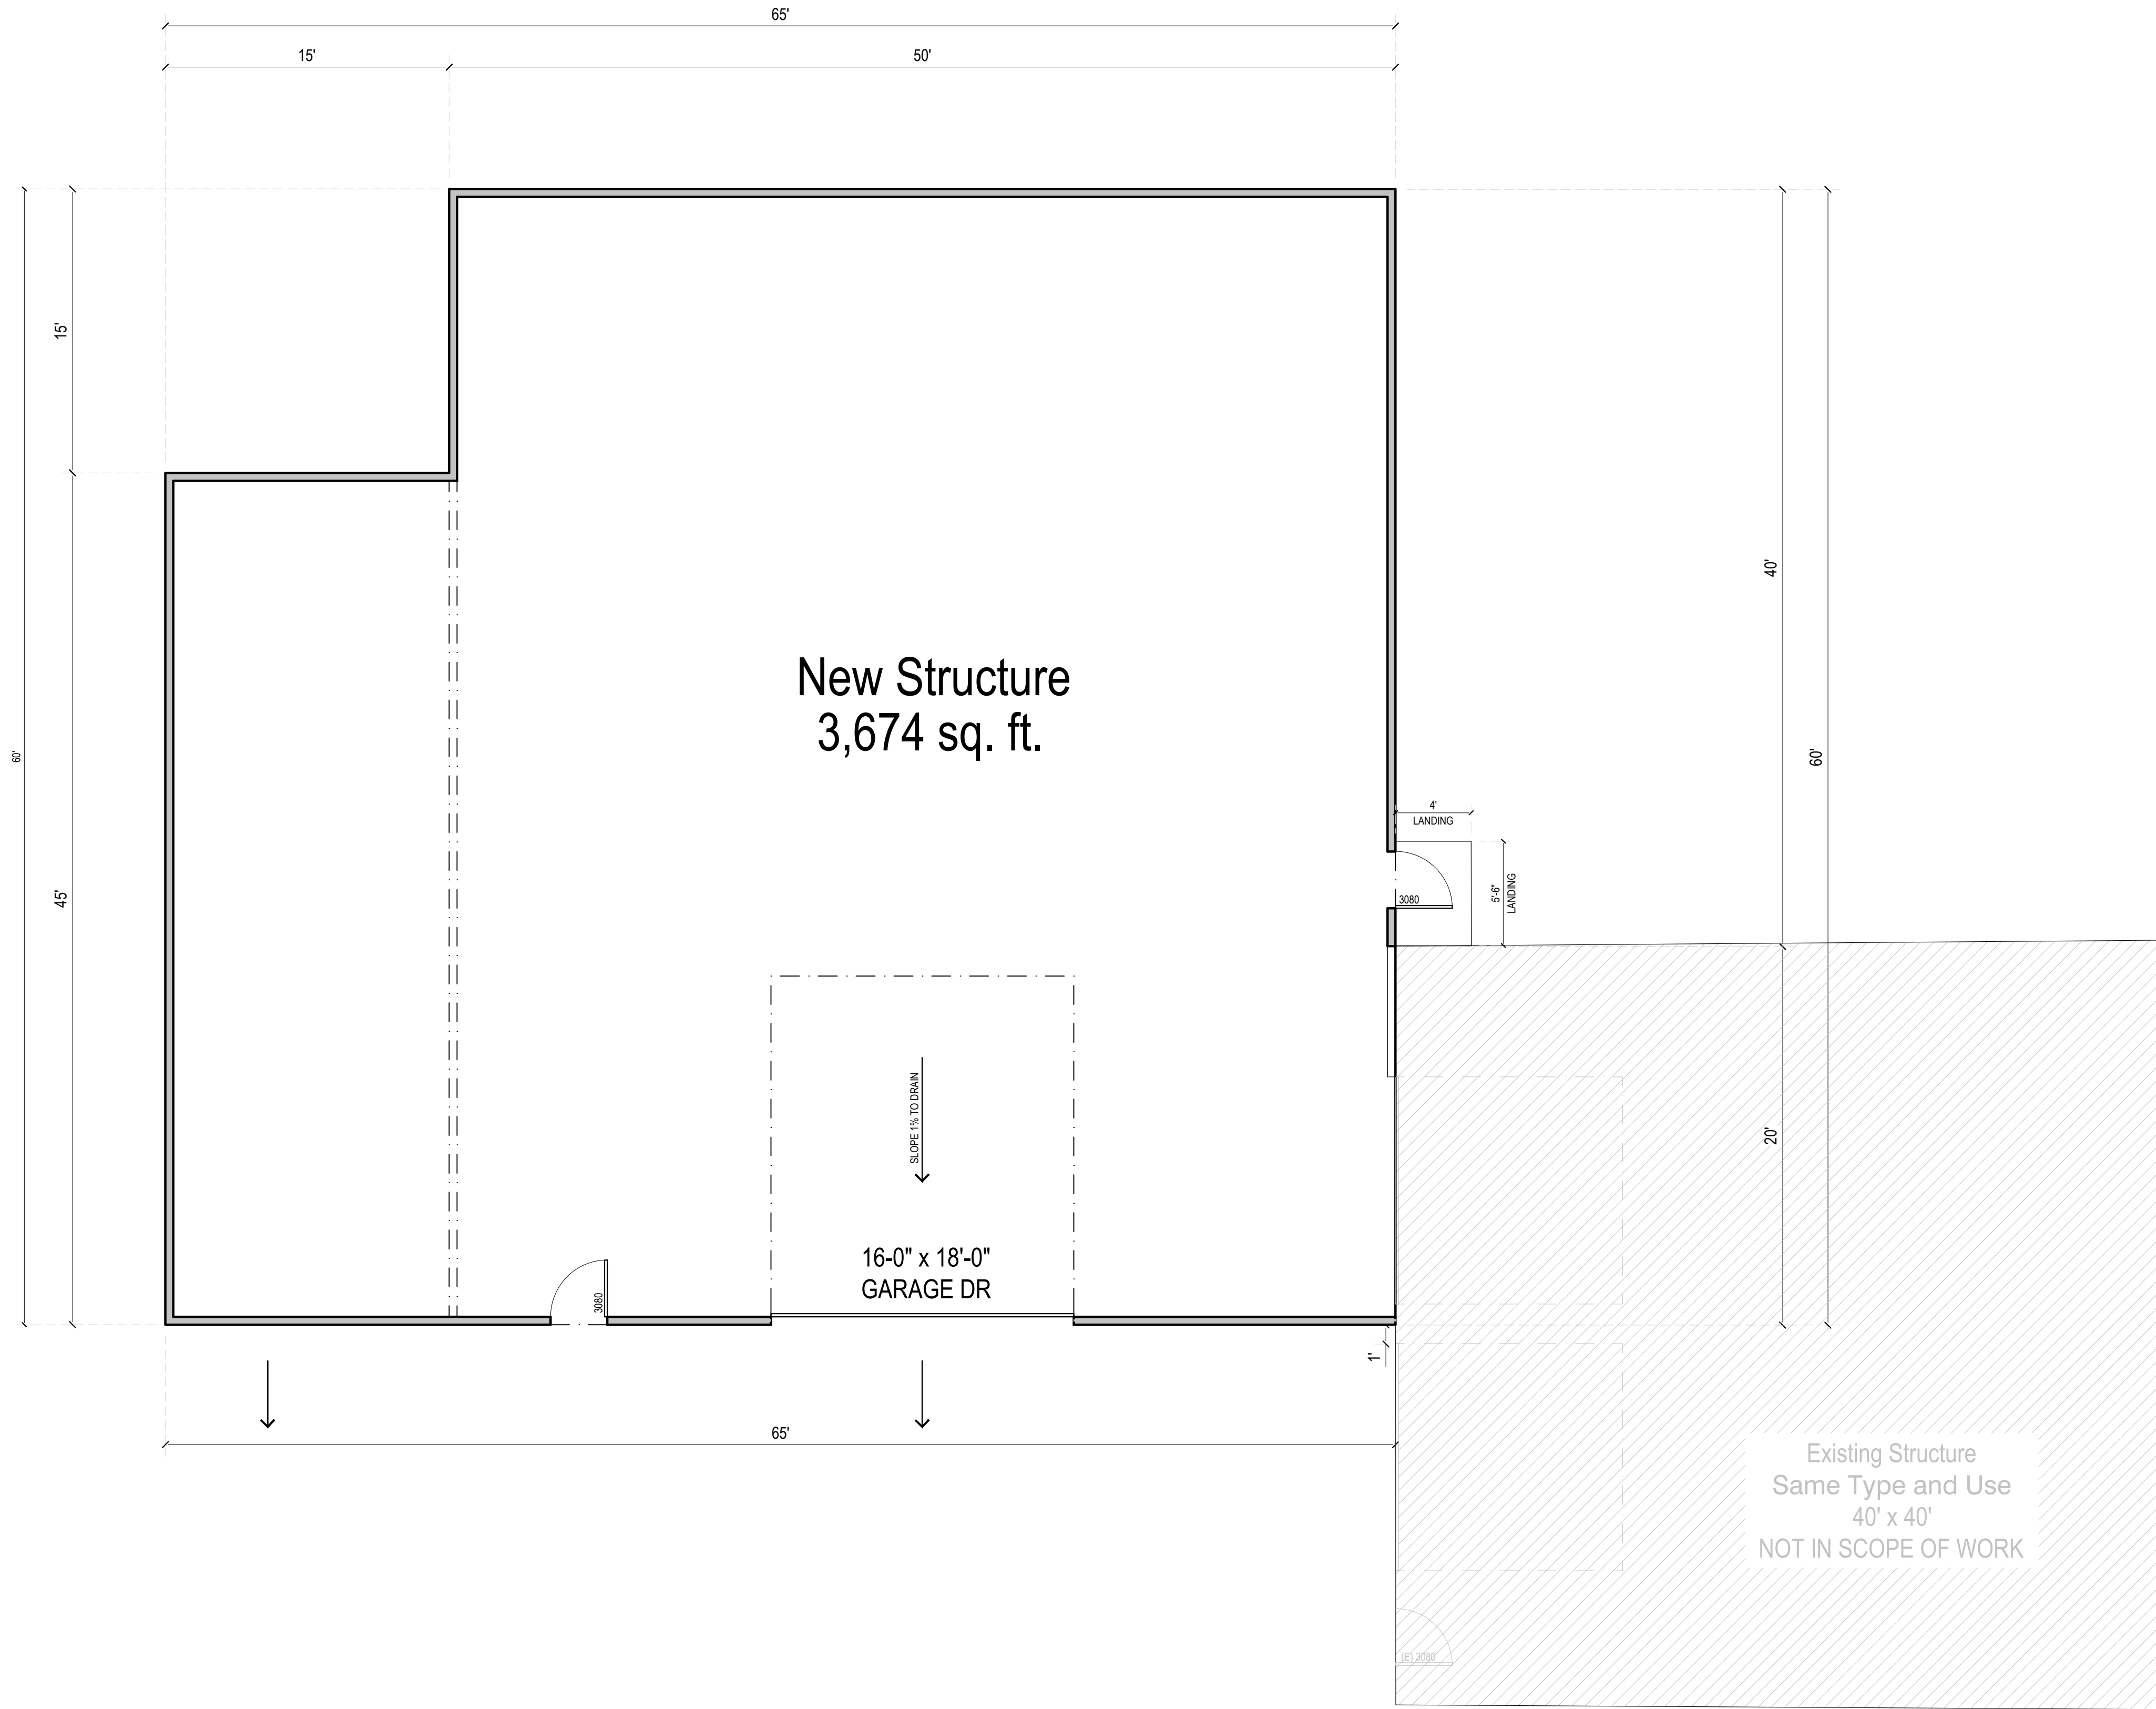 65'
15'
50'
60'
15'
45'
New Structure
3,674 sq. ft.
40'
60'
20'
4'
LANDING
5'-6"
LANDING
3080
SLOPE 1% TO DRAIN
16-0" x 18'-0"
GARAGE DR
3080
1'
65'
Existing Structure
Same Type and Use
40' x 40'
NOT IN SCOPE OF WORK
(E) 3080